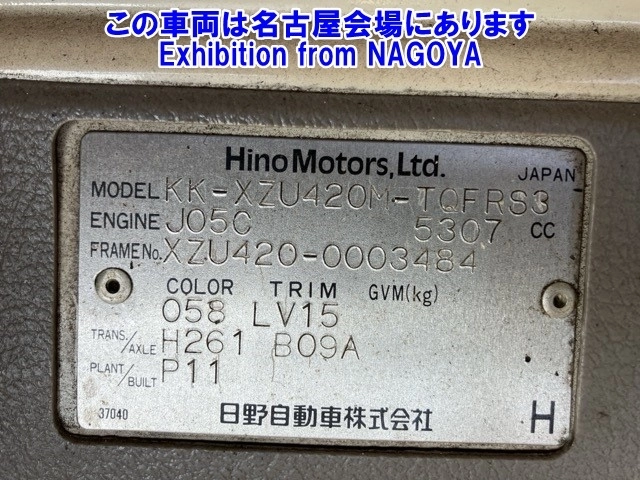 この車両は名古屋会場にあります
Exhibition from NAGOYA
Hino Motors, Ltd.
JAPAN
MODEL KK-XZU420M-TQFRS3
ENGINE J05C 5307 CC
FRAME No. XZU420-0003484
COLOR TRIM GVM(kg)
058 LV15
TRANS./AXLE H261 B09A
PLANT/BUILT P11
37040 日野自動車株式会社 H